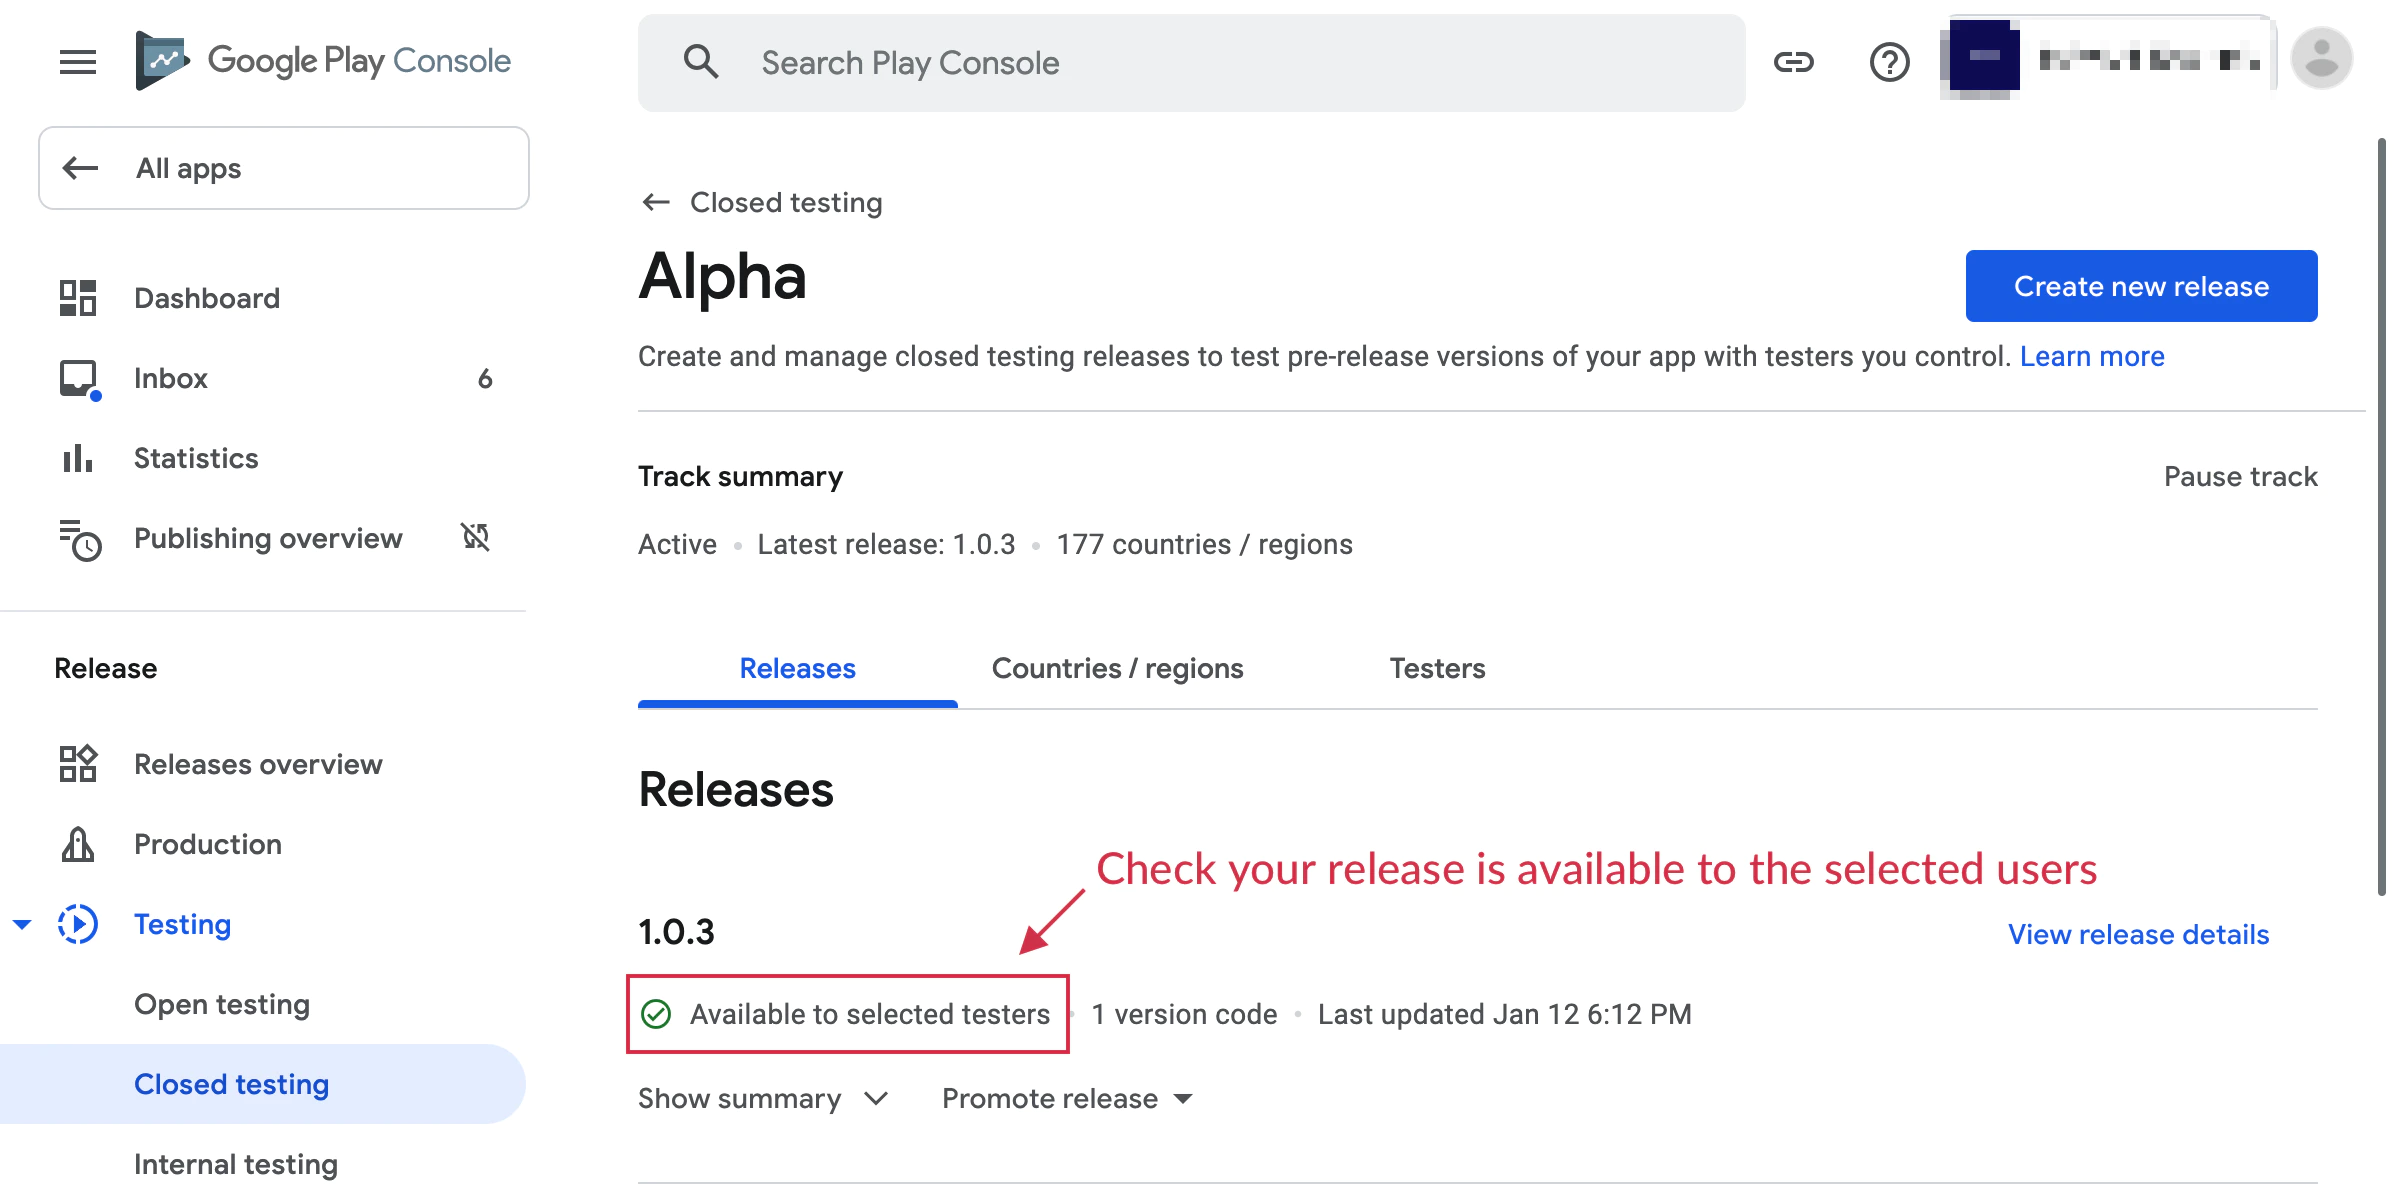 Google Play Console
Search Play Console
All apps
Dashboard
Inbox 6
Statistics
Publishing overview
Release
Releases overview
Production
Testing
Open testing
Closed testing
Internal testing
Closed testing
Alpha
Create new release
Create and manage closed testing releases to test pre-release versions of your app with testers you control. Learn more
Track summary
Pause track
Active • Latest release: 1.0.3 • 177 countries / regions
Releases Countries / regions Testers
Releases
Check your release is available to the selected users
1.0.3
View release details
Available to selected testers • 1 version code • Last updated Jan 12 6:12 PM
Show summary Promote release